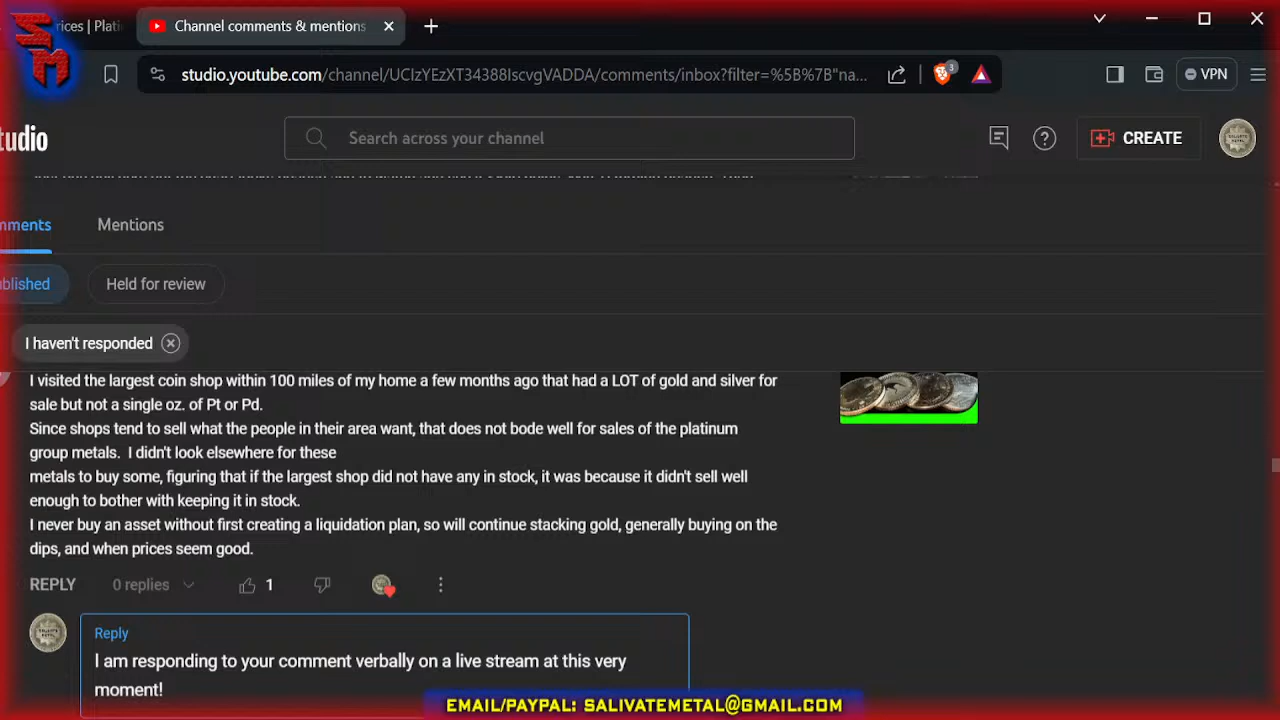 SM
rices | Plati
Channel comments & mentions
studio.youtube.com/channel/UCIzYEzXT34388IscvgVADDA/comments/inbox?filter=%5B%7B"na...
3
VPN
tudio
Search across your channel
CREATE
mments
Mentions
ublished
Held for review
I haven't responded
I visited the largest coin shop within 100 miles of my home a few months ago that had a LOT of gold and silver for
sale but not a single oz. of Pt or Pd.
Since shops tend to sell what the people in their area want, that does not bode well for sales of the platinum
group metals. I didn't look elsewhere for these
metals to buy some, figuring that if the largest shop did not have any in stock, it was because it didn't sell well
enough to bother with keeping it in stock.
I never buy an asset without first creating a liquidation plan, so will continue stacking gold, generally buying on the
dips, and when prices seem good.
REPLY
0 replies
1
Reply
I am responding to your comment verbally on a live stream at this very
moment!
EMAIL/PAYPAL: SALIVATEMETAL@GMAIL.COM